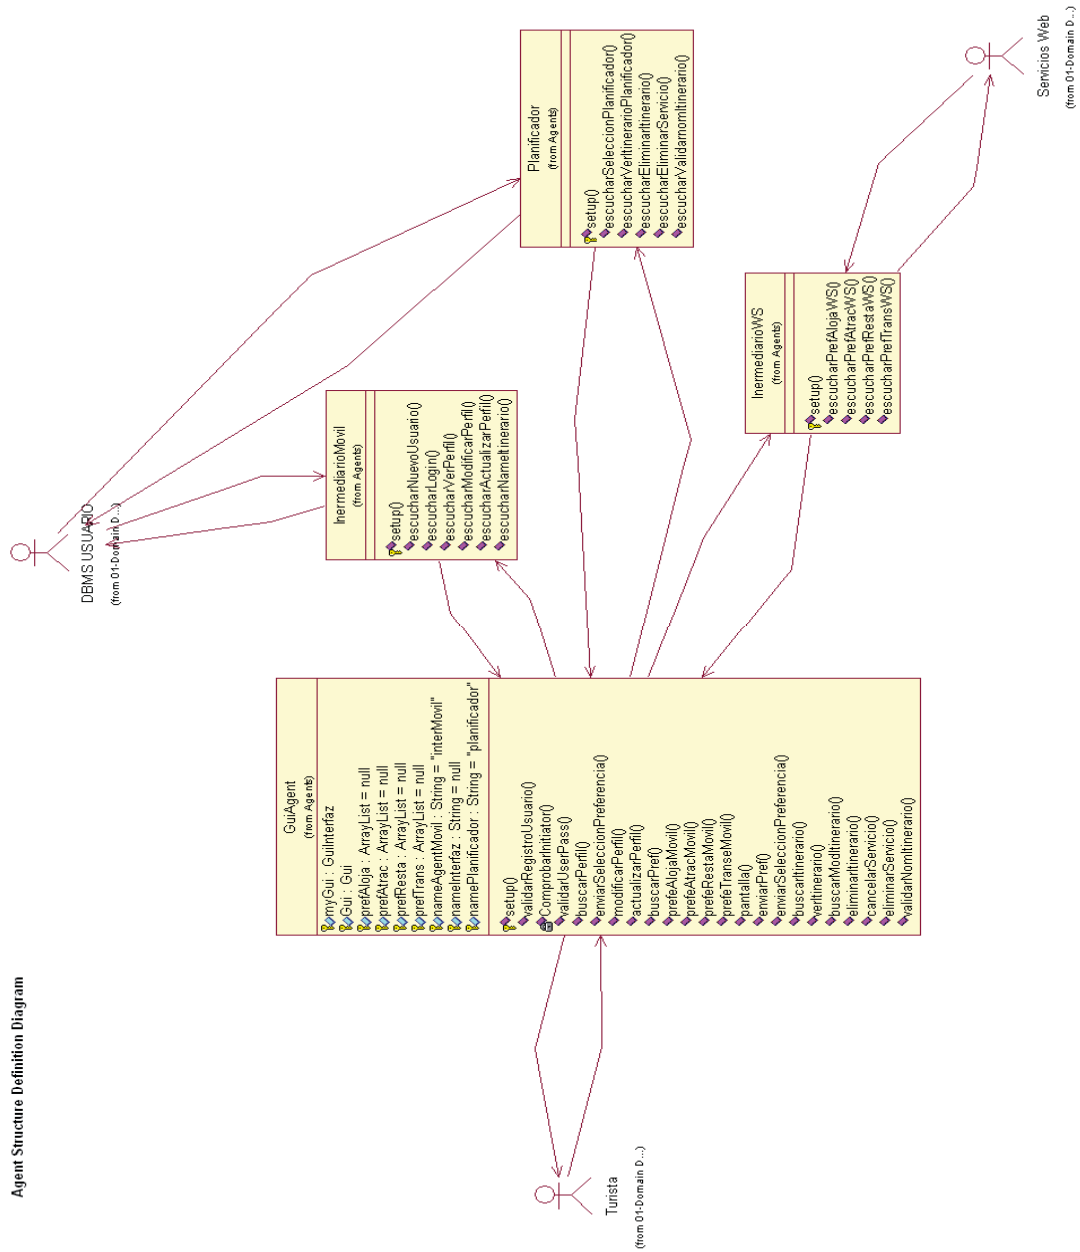 Agent Structure Definition Diagram
Turista
(from 01-Domain D...)
GuiAgent
(from Agents)
myGui : GuiInterfaz
Gui : Gui
prefAloja : ArrayList = null
prefAtrac : ArrayList = null
prefResta : ArrayList = null
prefTrans : ArrayList = null
nameAgentMovil : String = "interMovil"
nameInterfaz : String = null
namePlanificador : String = "planificador"
setup()
validarRegistroUsuario()
ComprobarInitiator()
validarUserPass()
buscarPerfil()
enviarSeleccionPreferencia()
modificarPerfil()
actualizarPerfil()
buscarPref()
prefeAlojaMovil()
prefeAtracMovil()
prefeRestaMovil()
prefeTranseMovil()
pantalla()
enviarPref()
enviarSeleccionPreferencia()
buscarItinerario()
verItinerario()
buscarModItinerario()
eliminarItinerario()
cancelarServicio()
eliminarServicio()
validarNomItinerario()
DBMS USUARIO
(from 01-Domain D...)
InermediarioMovil
(from Agents)
setup()
escucharNuevoUsuario()
escucharLogin()
escucharVerPerfil()
escucharModificarPerfil()
escucharActualizarPerfil()
escucharNameItinerario()
Planificador
(from Agents)
setup()
escucharSeleccionPlanificador()
escucharVerItinerarioPlanificador()
escucharEliminarItinerario()
escucharEliminarServicio()
escucharValidarnomItinerario()
InermediarioWS
(from Agents)
setup()
escucharPrefAlojaWS()
escucharPrefAtracWS()
escucharPrefRestaWS()
escucharPrefTransWS()
Servicios Web
(from 01-Domain D...)